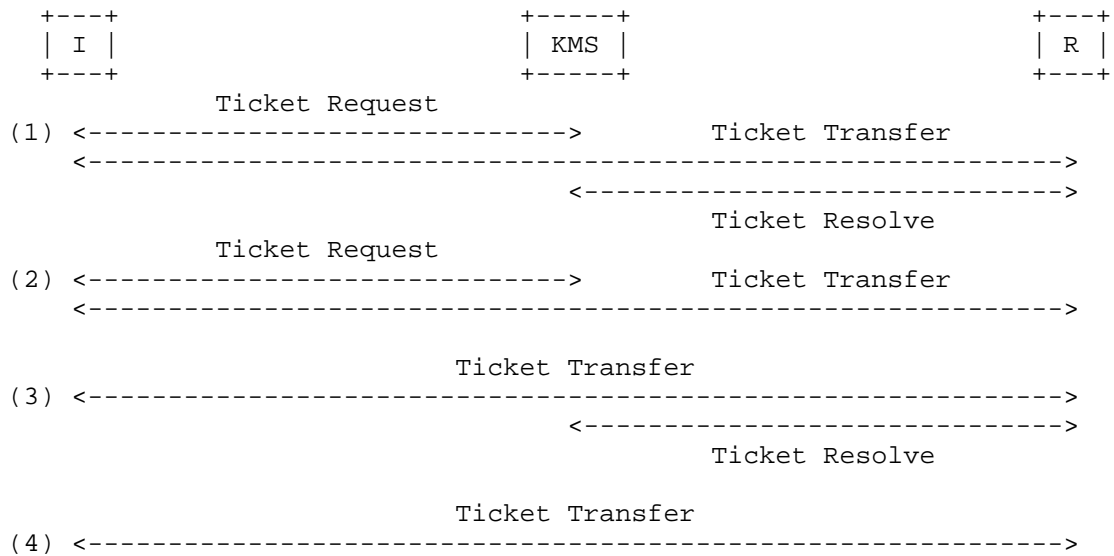 +---+                         +-----+                         +---+
| I |                         | KMS |                         | R |
+---+                         +-----+                         +---+
Ticket Request
(1) <------------------------------>        Ticket Transfer
<------------------------------------------------------------->
<------------------------------>
Ticket Resolve
Ticket Request
(2) <------------------------------>        Ticket Transfer
<------------------------------------------------------------->
Ticket Transfer
(3) <------------------------------------------------------------->
<------------------------------>
Ticket Resolve
Ticket Transfer
(4) <------------------------------------------------------------->